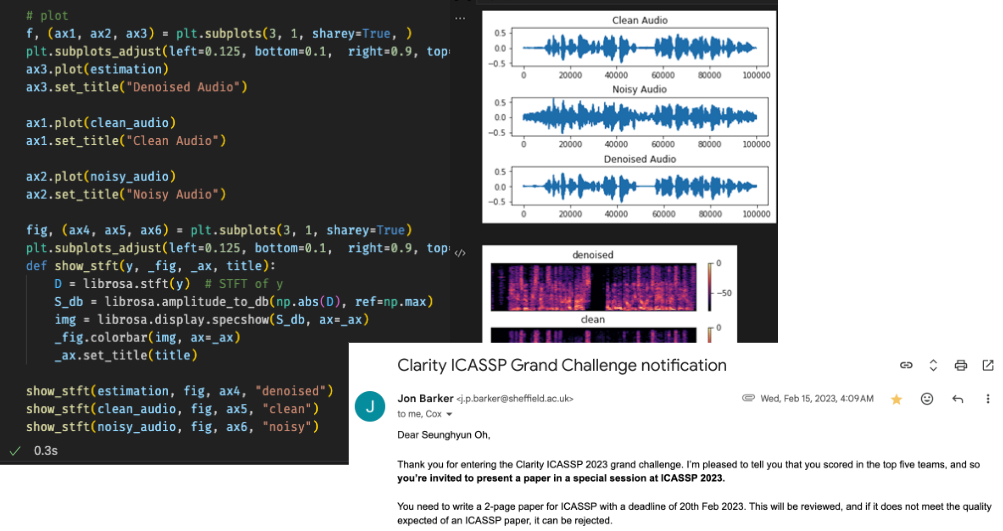 # plot
f, (ax1, ax2, ax3) = plt.subplots(3, 1, sharey=True, )
plt.subplots_adjust(left=0.125, bottom=0.1,  right=0.9, top
ax3.plot(estimation)
ax3.set_title("Denoised Audio")
ax1.plot(clean_audio)
ax1.set_title("Clean Audio")
ax2.plot(noisy_audio)
ax2.set_title("Noisy Audio")
fig, (ax4, ax5, ax6) = plt.subplots(3, 1, sharey=True)
plt.subplots_adjust(left=0.125, bottom=0.1,  right=0.9, top
def show_stft(y, _fig, _ax, title):
D = librosa.stft(y)  # STFT of y
S_db = librosa.amplitude_to_db(np.abs(D), ref=np.max)
img = librosa.display.specshow(S_db, ax=_ax)
_fig.colorbar(img, ax=_ax)
_ax.set_title(title)
show_stft(estimation, fig, ax4, "denoised")
show_stft(clean_audio, fig, ax5, "clean")
show_stft(noisy_audio, fig, ax6, "noisy")
0.3s
Clean Audio
0.5
0.0
−0.5
0 20000 40000 60000 80000 100000
Noisy Audio
0.5
0.0
−0.5
0 20000 40000 60000 80000 100000
Denoised Audio
0.5
0.0
−0.5
0 20000 40000 60000 80000 100000
denoised
0
−50
clean
0
Clarity ICASSP Grand Challenge notification
J
Jon Barker <j.p.barker@sheffield.ac.uk>
Wed, Feb 15, 2023, 4:09 AM
to me, Cox
Dear Seunghyun Oh,
Thank you for entering the Clarity ICASSP 2023 grand challenge. I'm pleased to tell you that you scored in the top five teams, and so
you're invited to present a paper in a special session at ICASSP 2023.
You need to write a 2-page paper for ICASSP with a deadline of 20th Feb 2023. This will be reviewed, and if it does not meet the quality
expected of an ICASSP paper, it can be rejected.